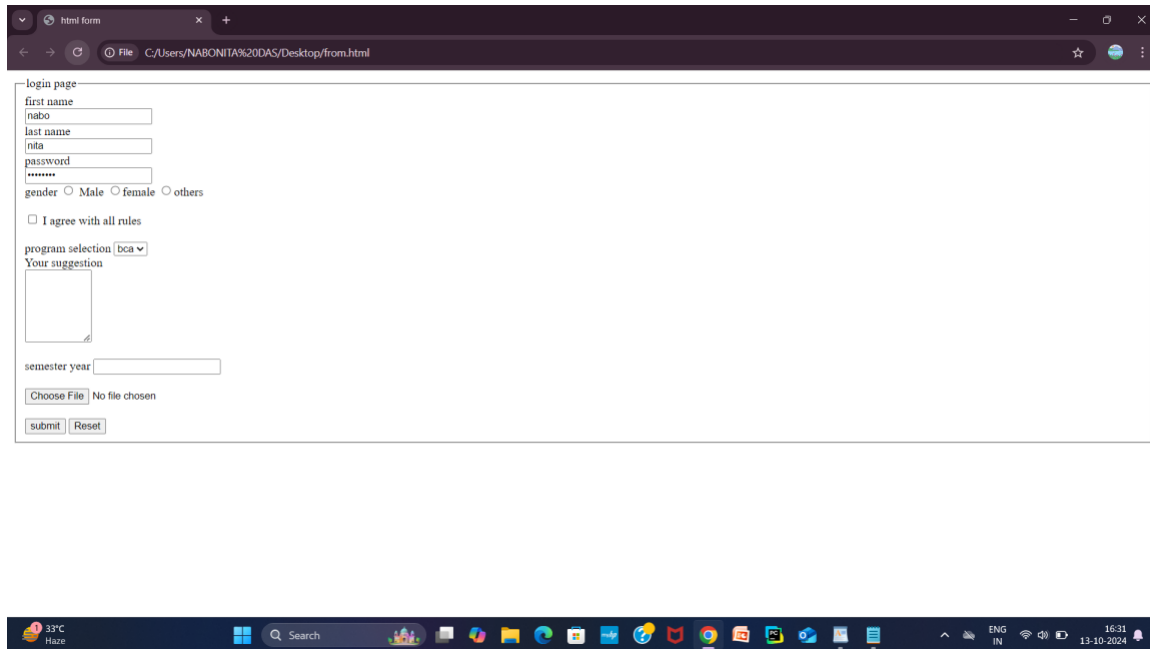 html form
File C:/Users/NABONITA%20DAS/Desktop/from.html
login page
first name
nabo
last name
nita
password
••••••••
gender Male female others
I agree with all rules
program selection bca
Your suggestion
semester year
Choose File No file chosen
submit Reset
1
33°C
Haze
Search
ENG
IN
16:31
13-10-2024